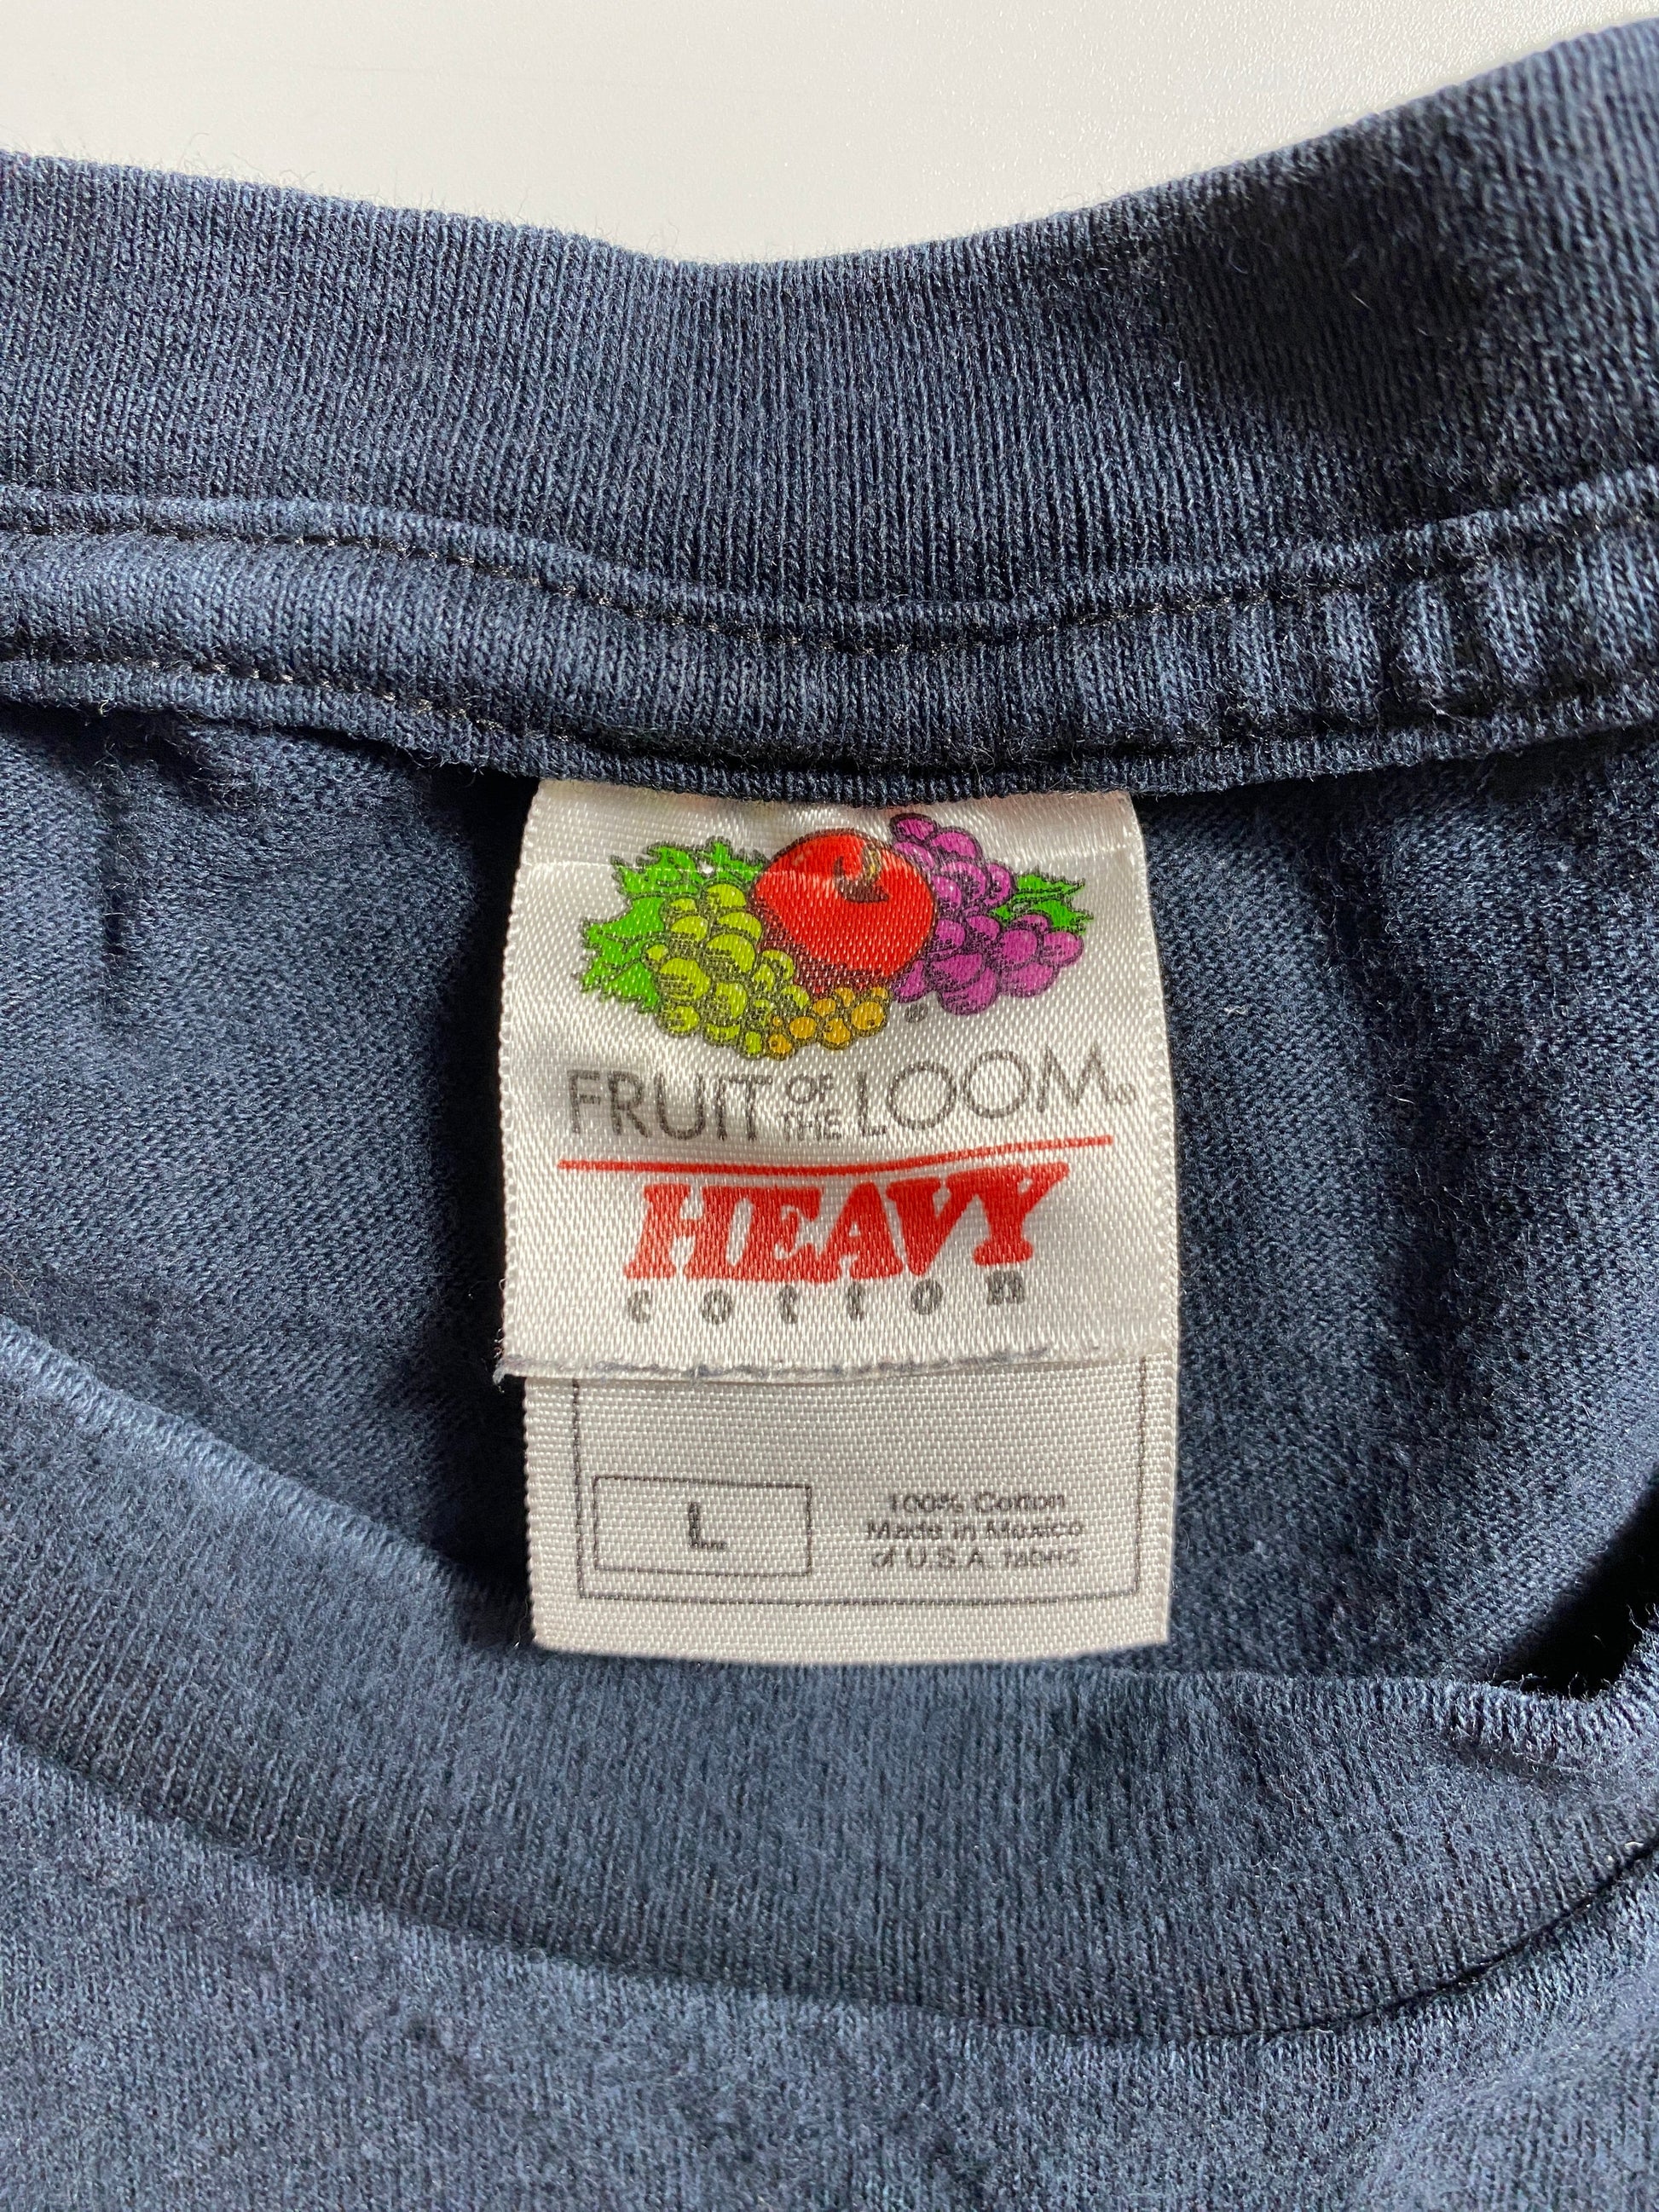 FRUIT OF THE LOOM®
HEAVY
cotton
L
100% Cotton
Made in Mexico
of U.S.A. fabric